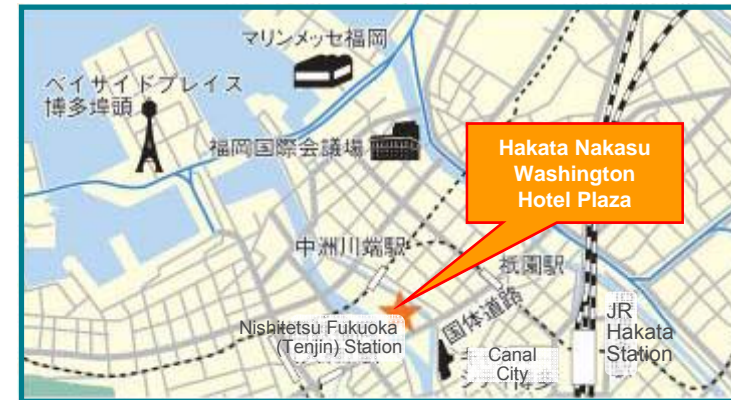 マリンメッセ福岡
ベイサイドプレイス
博多埠頭
福岡国際会議場
Hakata Nakasu
Washington
Hotel Plaza
中洲川端駅
祇園駅
国体道路
Nishitetsu Fukuoka
(Tenjin) Station
JR
Hakata
Station
Canal
City